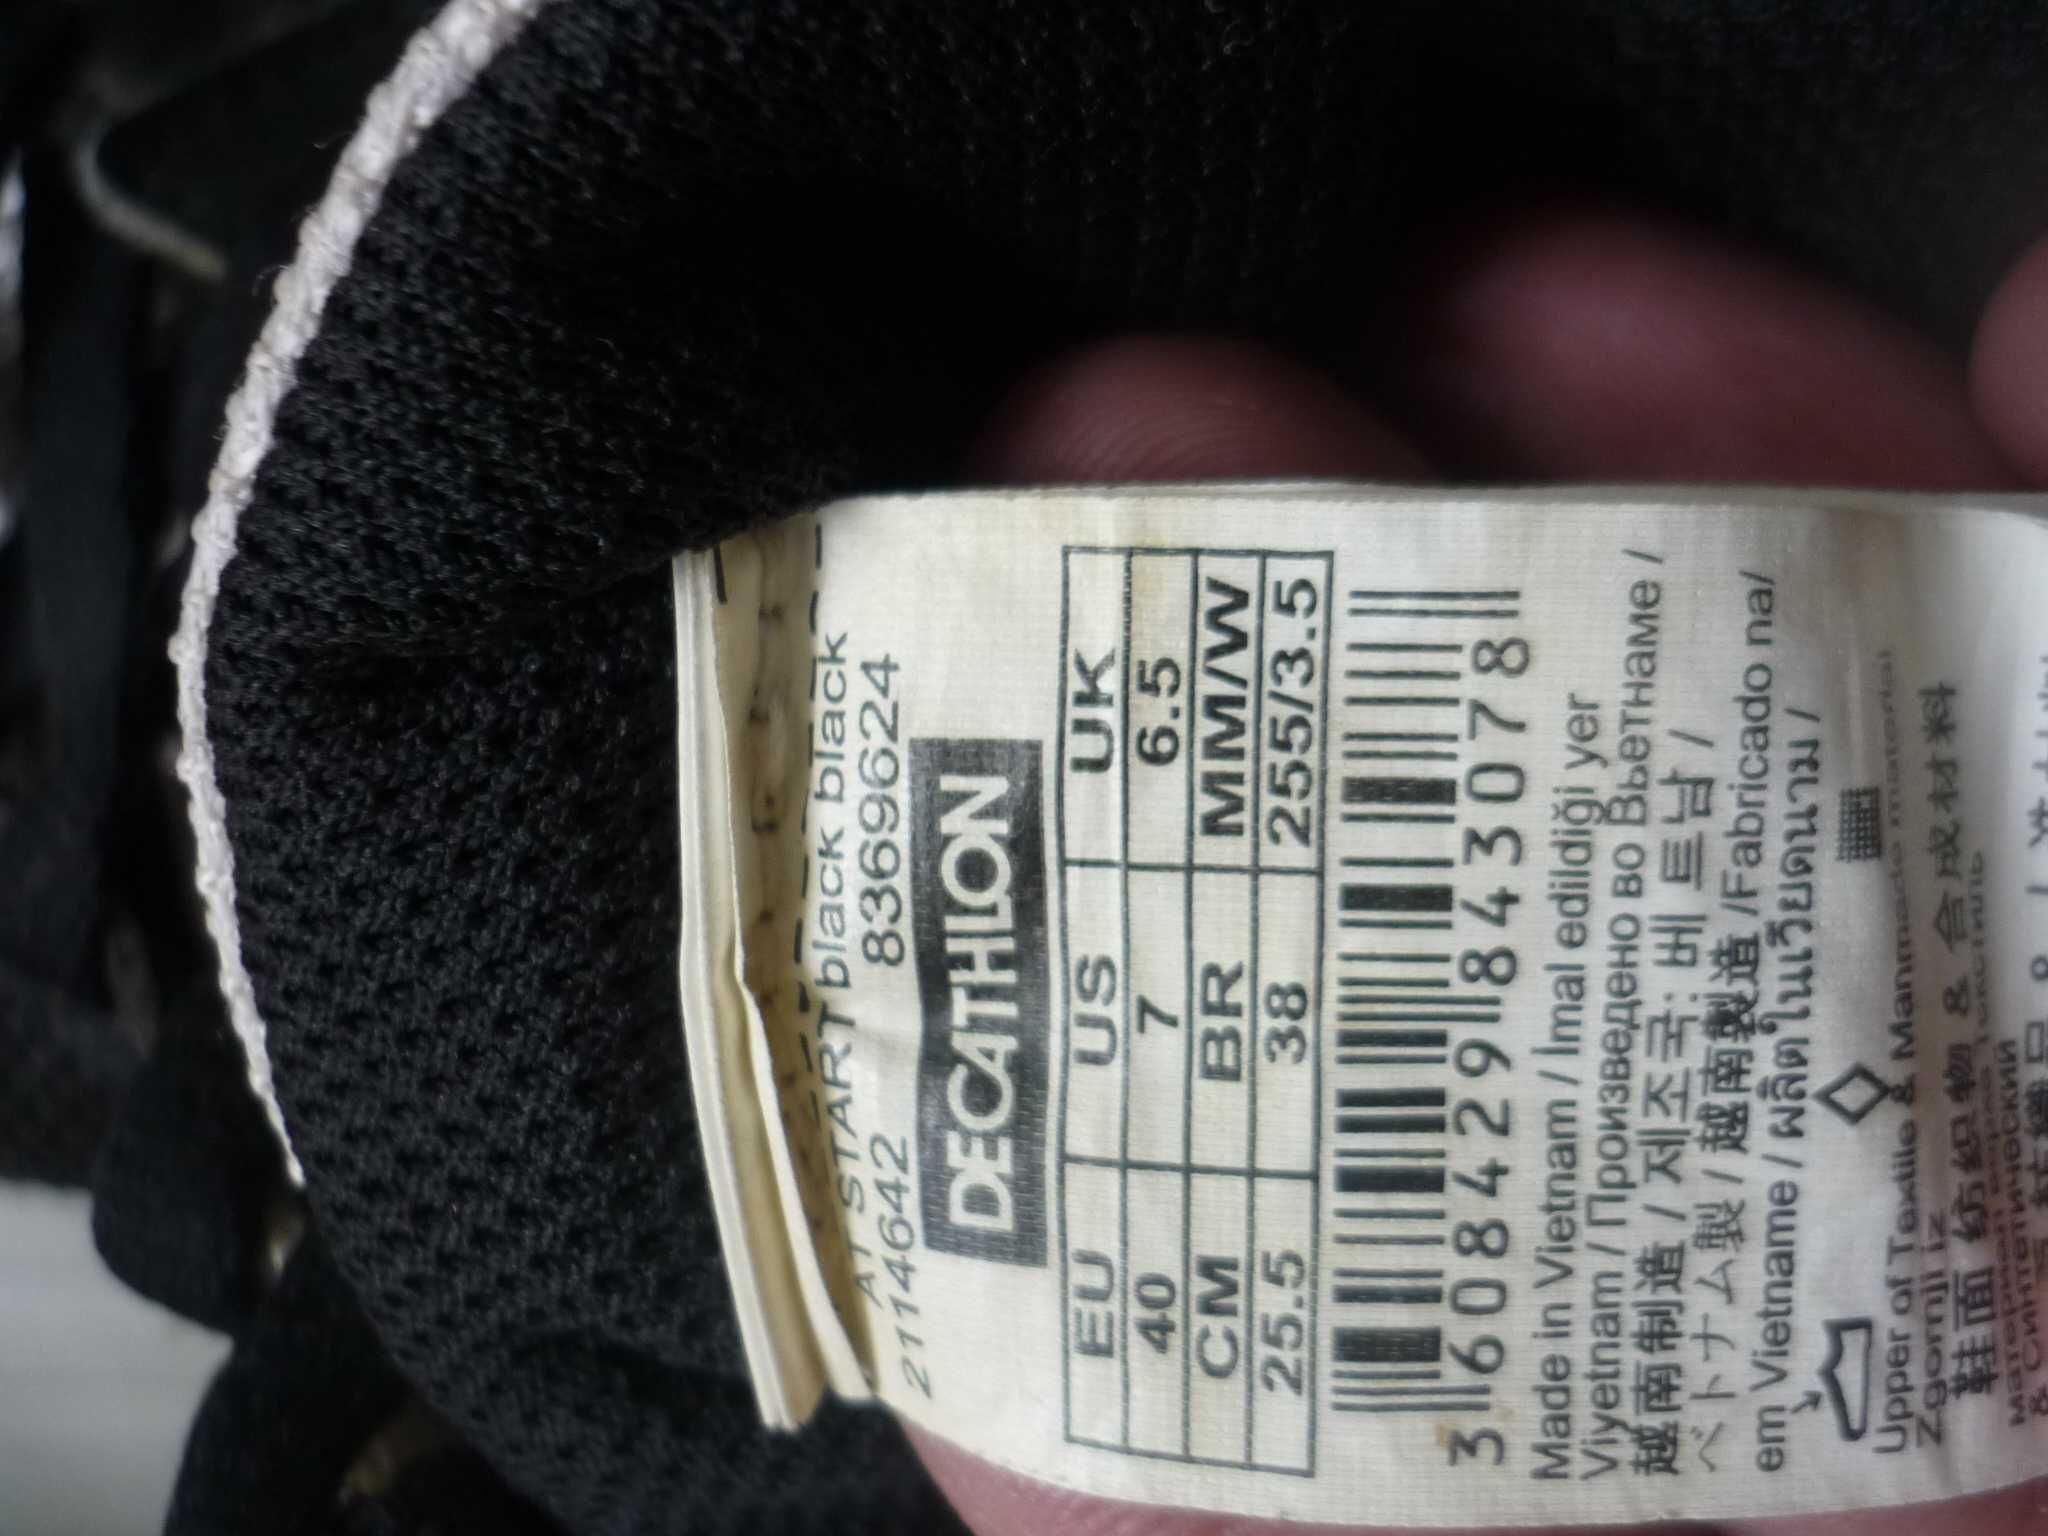 AT START black black
2114642 8369624
DECATHLON
EU US UK
40 7 6.5
CM BR MM/W
25.5 38 255/3.5
3 608429 843078
Made in Vietnam / Imal edildiği yer
Viyetnam / Произведено во Вьетнаме /
越南制造 / 제조국: 베트남 /
ベトナム製 / 越南製造 /Fabricado na/
em Vietname / ผลิตในเวียดนาม /
Upper of Textile & Manmade material
Zgornji iz
鞋面 纺织物 & 合成材料